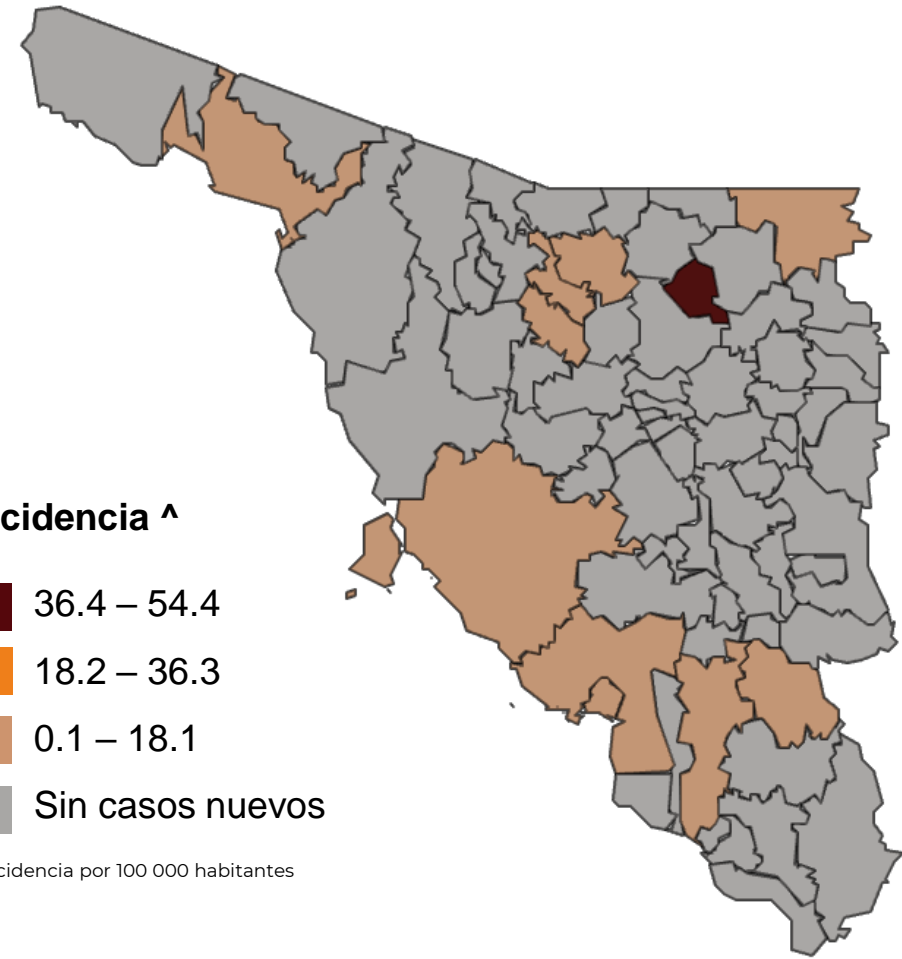 cidencia ^
36.4 – 54.4
18.2 – 36.3
0.1 – 18.1
Sin casos nuevos
cidencia por 100 000 habitantes